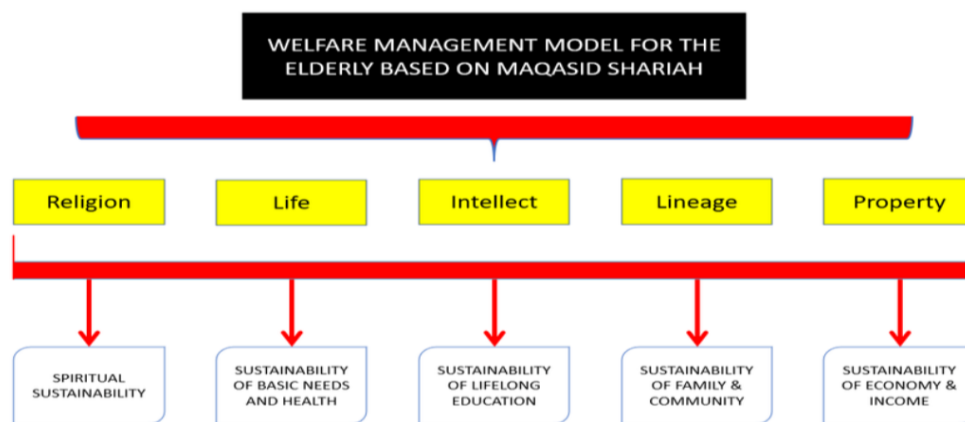 WELFARE MANAGEMENT MODEL FOR THE
ELDERLY BASED ON MAQASID SHARIAH
Religion
Life
Intellect
Lineage
Property
SPIRITUAL
SUSTAINABILITY
SUSTAINABILITY
OF BASIC NEEDS
AND HEALTH
SUSTAINABILITY
OF LIFELONG
EDUCATION
SUSTAINABILITY
OF FAMILY &
COMMUNITY
SUSTAINABILITY
OF ECONOMY &
INCOME